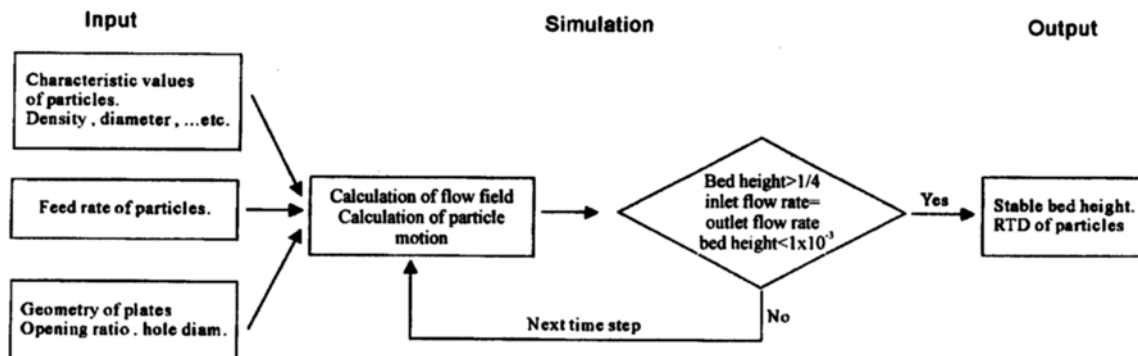 Input
Simulation
Output
Characteristic values
of particles.
Density , diameter , ...etc.
Feed rate of particles.
Geometry of plates
Opening ratio . hole diam.
Calculation of flow field
Calculation of particle
motion
Bed height>1/4
inlet flow rate=
outlet flow rate
bed height<1x10⁻³
Yes
No
Next time step
Stable bed height.
RTD of particles